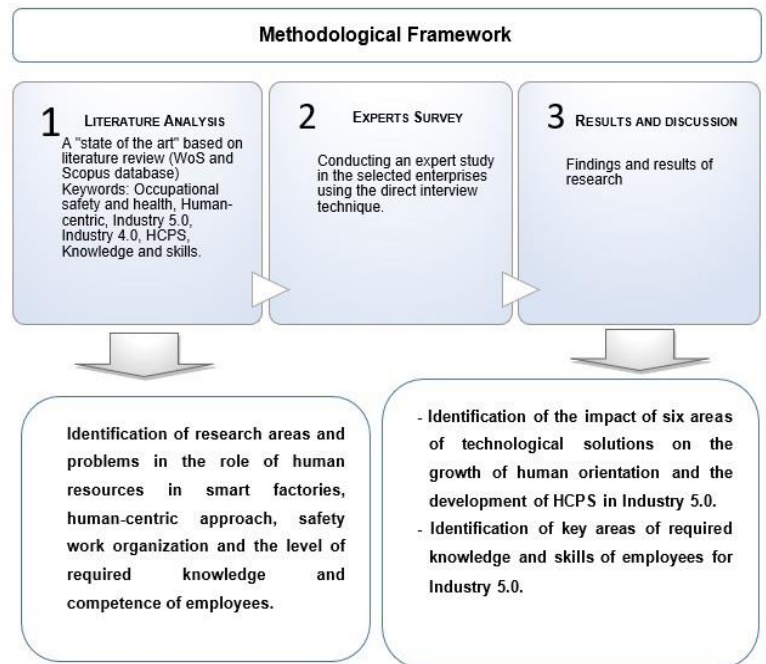 Methodological Framework
1 LITERATURE ANALYSIS
A "state of the art" based on
literature review (WoS and
Scopus database)
Keywords: Occupational
safety and health, Human-
centric, Industry 5.0,
Industry 4.0, HCPS,
Knowledge and skills.
2 EXPERTS SURVEY
Conducting an expert study
in the selected enterprises
using the direct interview
technique.
3 RESULTS AND DISCUSSION
Findings and results of
research
Identification of research areas and
problems in the role of human
resources in smart factories,
human-centric approach, safety
work organization and the level of
required knowledge and
competence of employees.
- Identification of the impact of six areas
of technological solutions on the
growth of human orientation and the
development of HCPS in Industry 5.0.
- Identification of key areas of required
knowledge and skills of employees for
Industry 5.0.